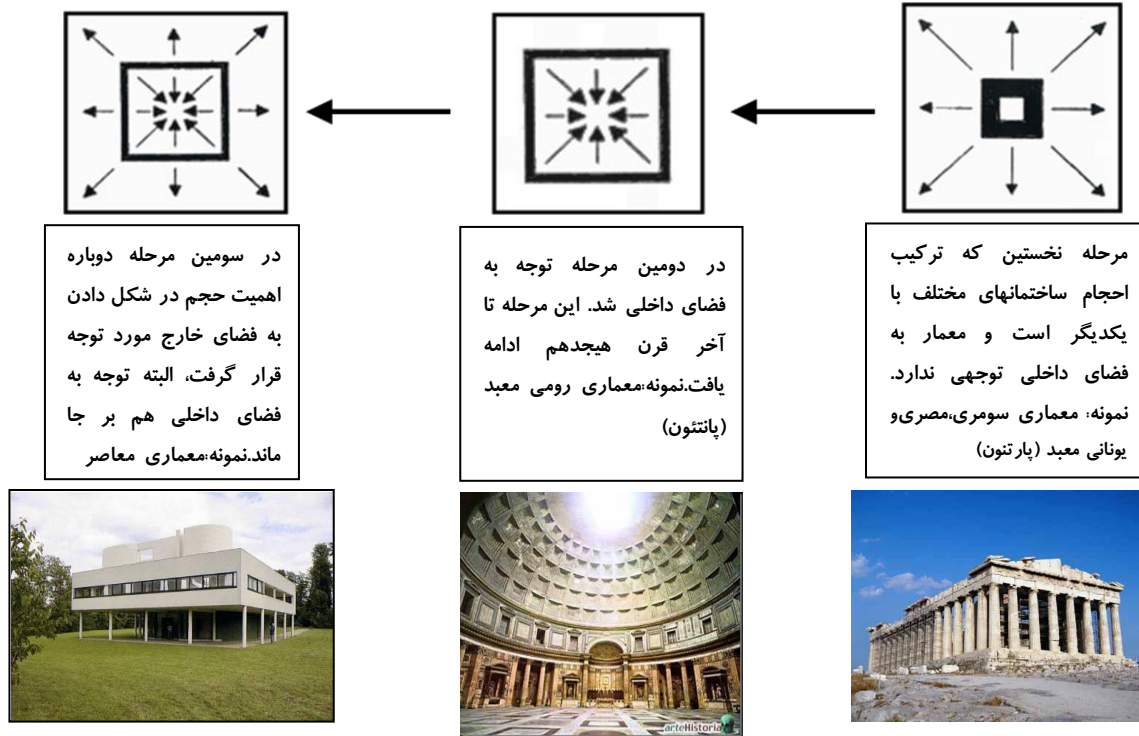 مرحله نخستین که ترکیب
احجام ساختمانهای مختلف با
یکدیگر است و معمار به
فضای داخلی توجهی ندارد.
نمونه: معماری سومری،مصری‌و
یونانی معبد (پارتنون)
در دومین مرحله توجه به
فضای داخلی شد. این مرحله تا
آخر قرن هیجدهم ادامه
یافت.نمونه:معماری رومی معبد
(پانتئون)
در سومین مرحله دوباره
اهمیت حجم در شکل دادن
به فضای خارج مورد توجه
قرار گرفت، البته توجه به
فضای داخلی هم بر جا
ماند.نمونه:معماری معاصر
arteHistoria